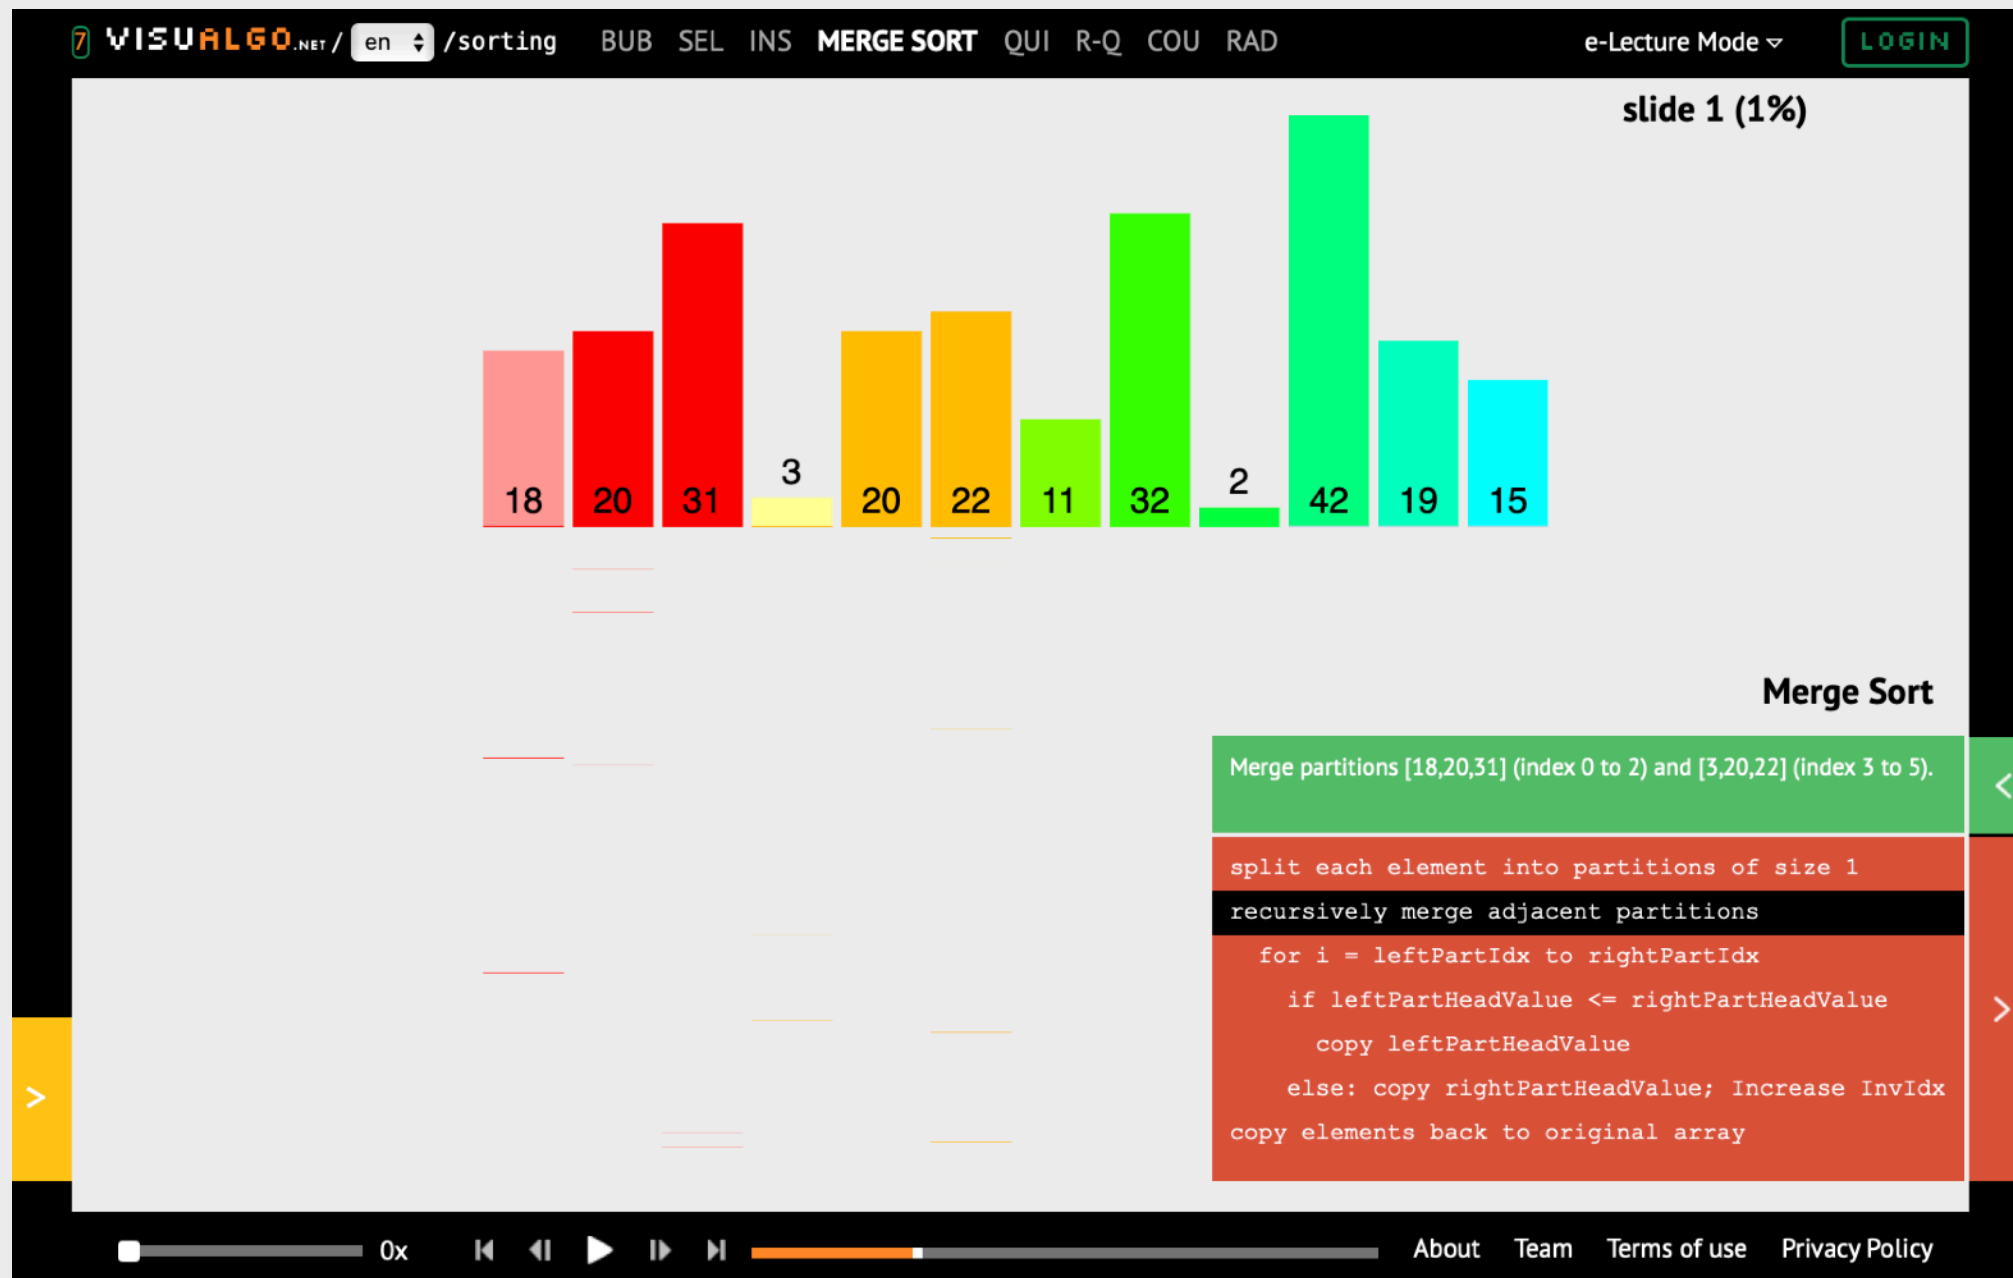 7 VISUALGO.NET / en /sorting BUB SEL INS MERGE SORT QUI R-Q COU RAD e-Lecture Mode ▿ LOGIN
slide 1 (1%)
18 20 31 3 20 22 11 32 2 42 19 15
Merge Sort
Merge partitions [18,20,31] (index 0 to 2) and [3,20,22] (index 3 to 5).
split each element into partitions of size 1
recursively merge adjacent partitions
for i = leftPartIdx to rightPartIdx
if leftPartHeadValue <= rightPartHeadValue
copy leftPartHeadValue
else: copy rightPartHeadValue; Increase InvIdx
copy elements back to original array
0x About Team Terms of use Privacy Policy